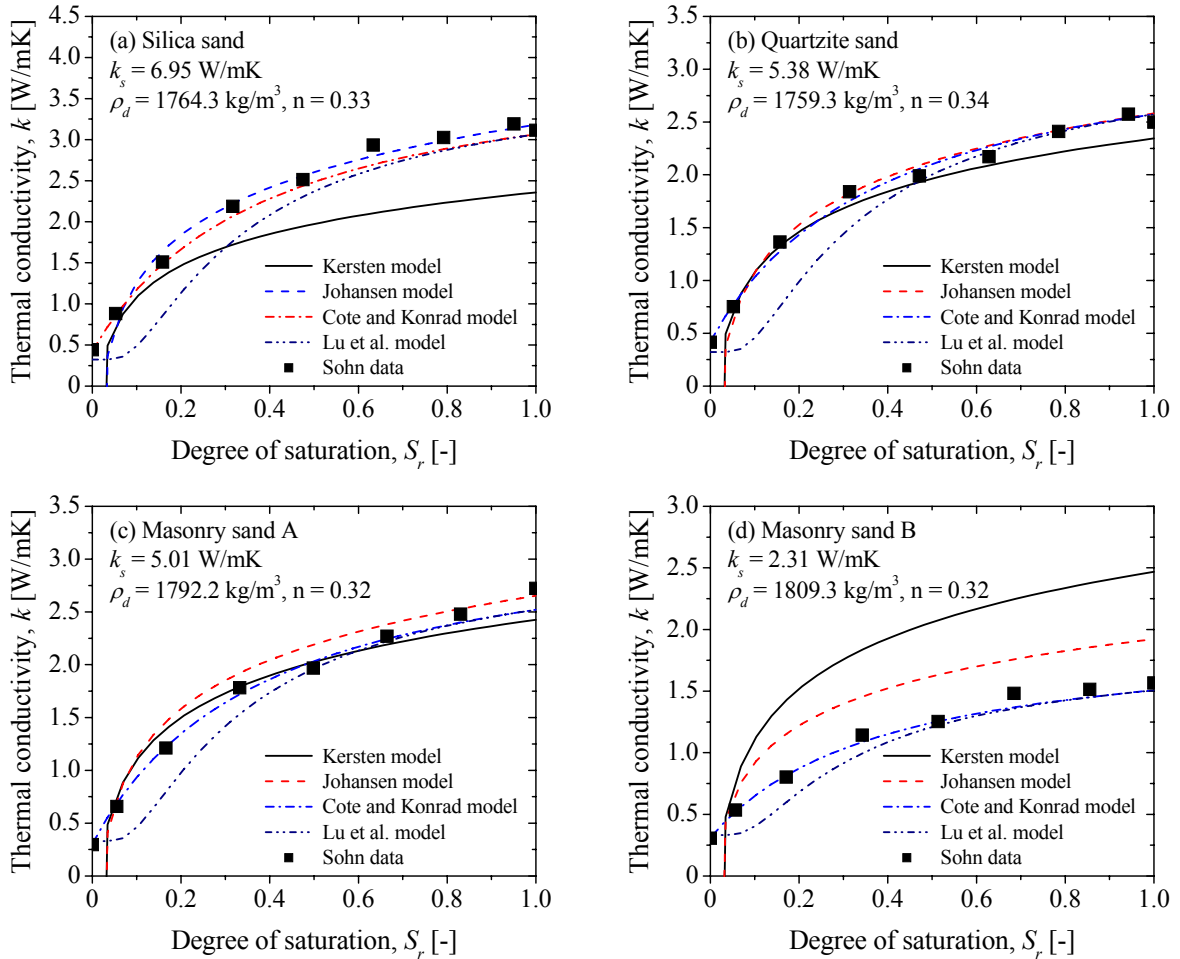 (a) Silica sand
kₛ = 6.95 W/mK
ρ_d = 1764.3 kg/m³, n = 0.33
Thermal conductivity, k [W/mK]
4.5
4.0
3.5
3.0
2.5
2.0
1.5
1.0
0.5
0
Kersten model
Johansen model
Cote and Konrad model
Lu et al. model
Sohn data
0 0.2 0.4 0.6 0.8 1.0
Degree of saturation, Sᵣ [-]
(b) Quartzite sand
kₛ = 5.38 W/mK
ρ_d = 1759.3 kg/m³, n = 0.34
Thermal conductivity, k [W/mK]
3.5
3.0
2.5
2.0
1.5
1.0
0.5
0
Kersten model
Johansen model
Cote and Konrad model
Lu et al. model
Sohn data
0 0.2 0.4 0.6 0.8 1.0
Degree of saturation, Sᵣ [-]
(c) Masonry sand A
kₛ = 5.01 W/mK
ρ_d = 1792.2 kg/m³, n = 0.32
Thermal conductivity, k [W/mK]
3.5
3.0
2.5
2.0
1.5
1.0
0.5
0
Kersten model
Johansen model
Cote and Konrad model
Lu et al. model
Sohn data
0 0.2 0.4 0.6 0.8 1.0
Degree of saturation, Sᵣ [-]
(d) Masonry sand B
kₛ = 2.31 W/mK
ρ_d = 1809.3 kg/m³, n = 0.32
Thermal conductivity, k [W/mK]
3.0
2.5
2.0
1.5
1.0
0.5
0
Kersten model
Johansen model
Cote and Konrad model
Lu et al. model
Sohn data
0 0.2 0.4 0.6 0.8 1.0
Degree of saturation, Sᵣ [-]